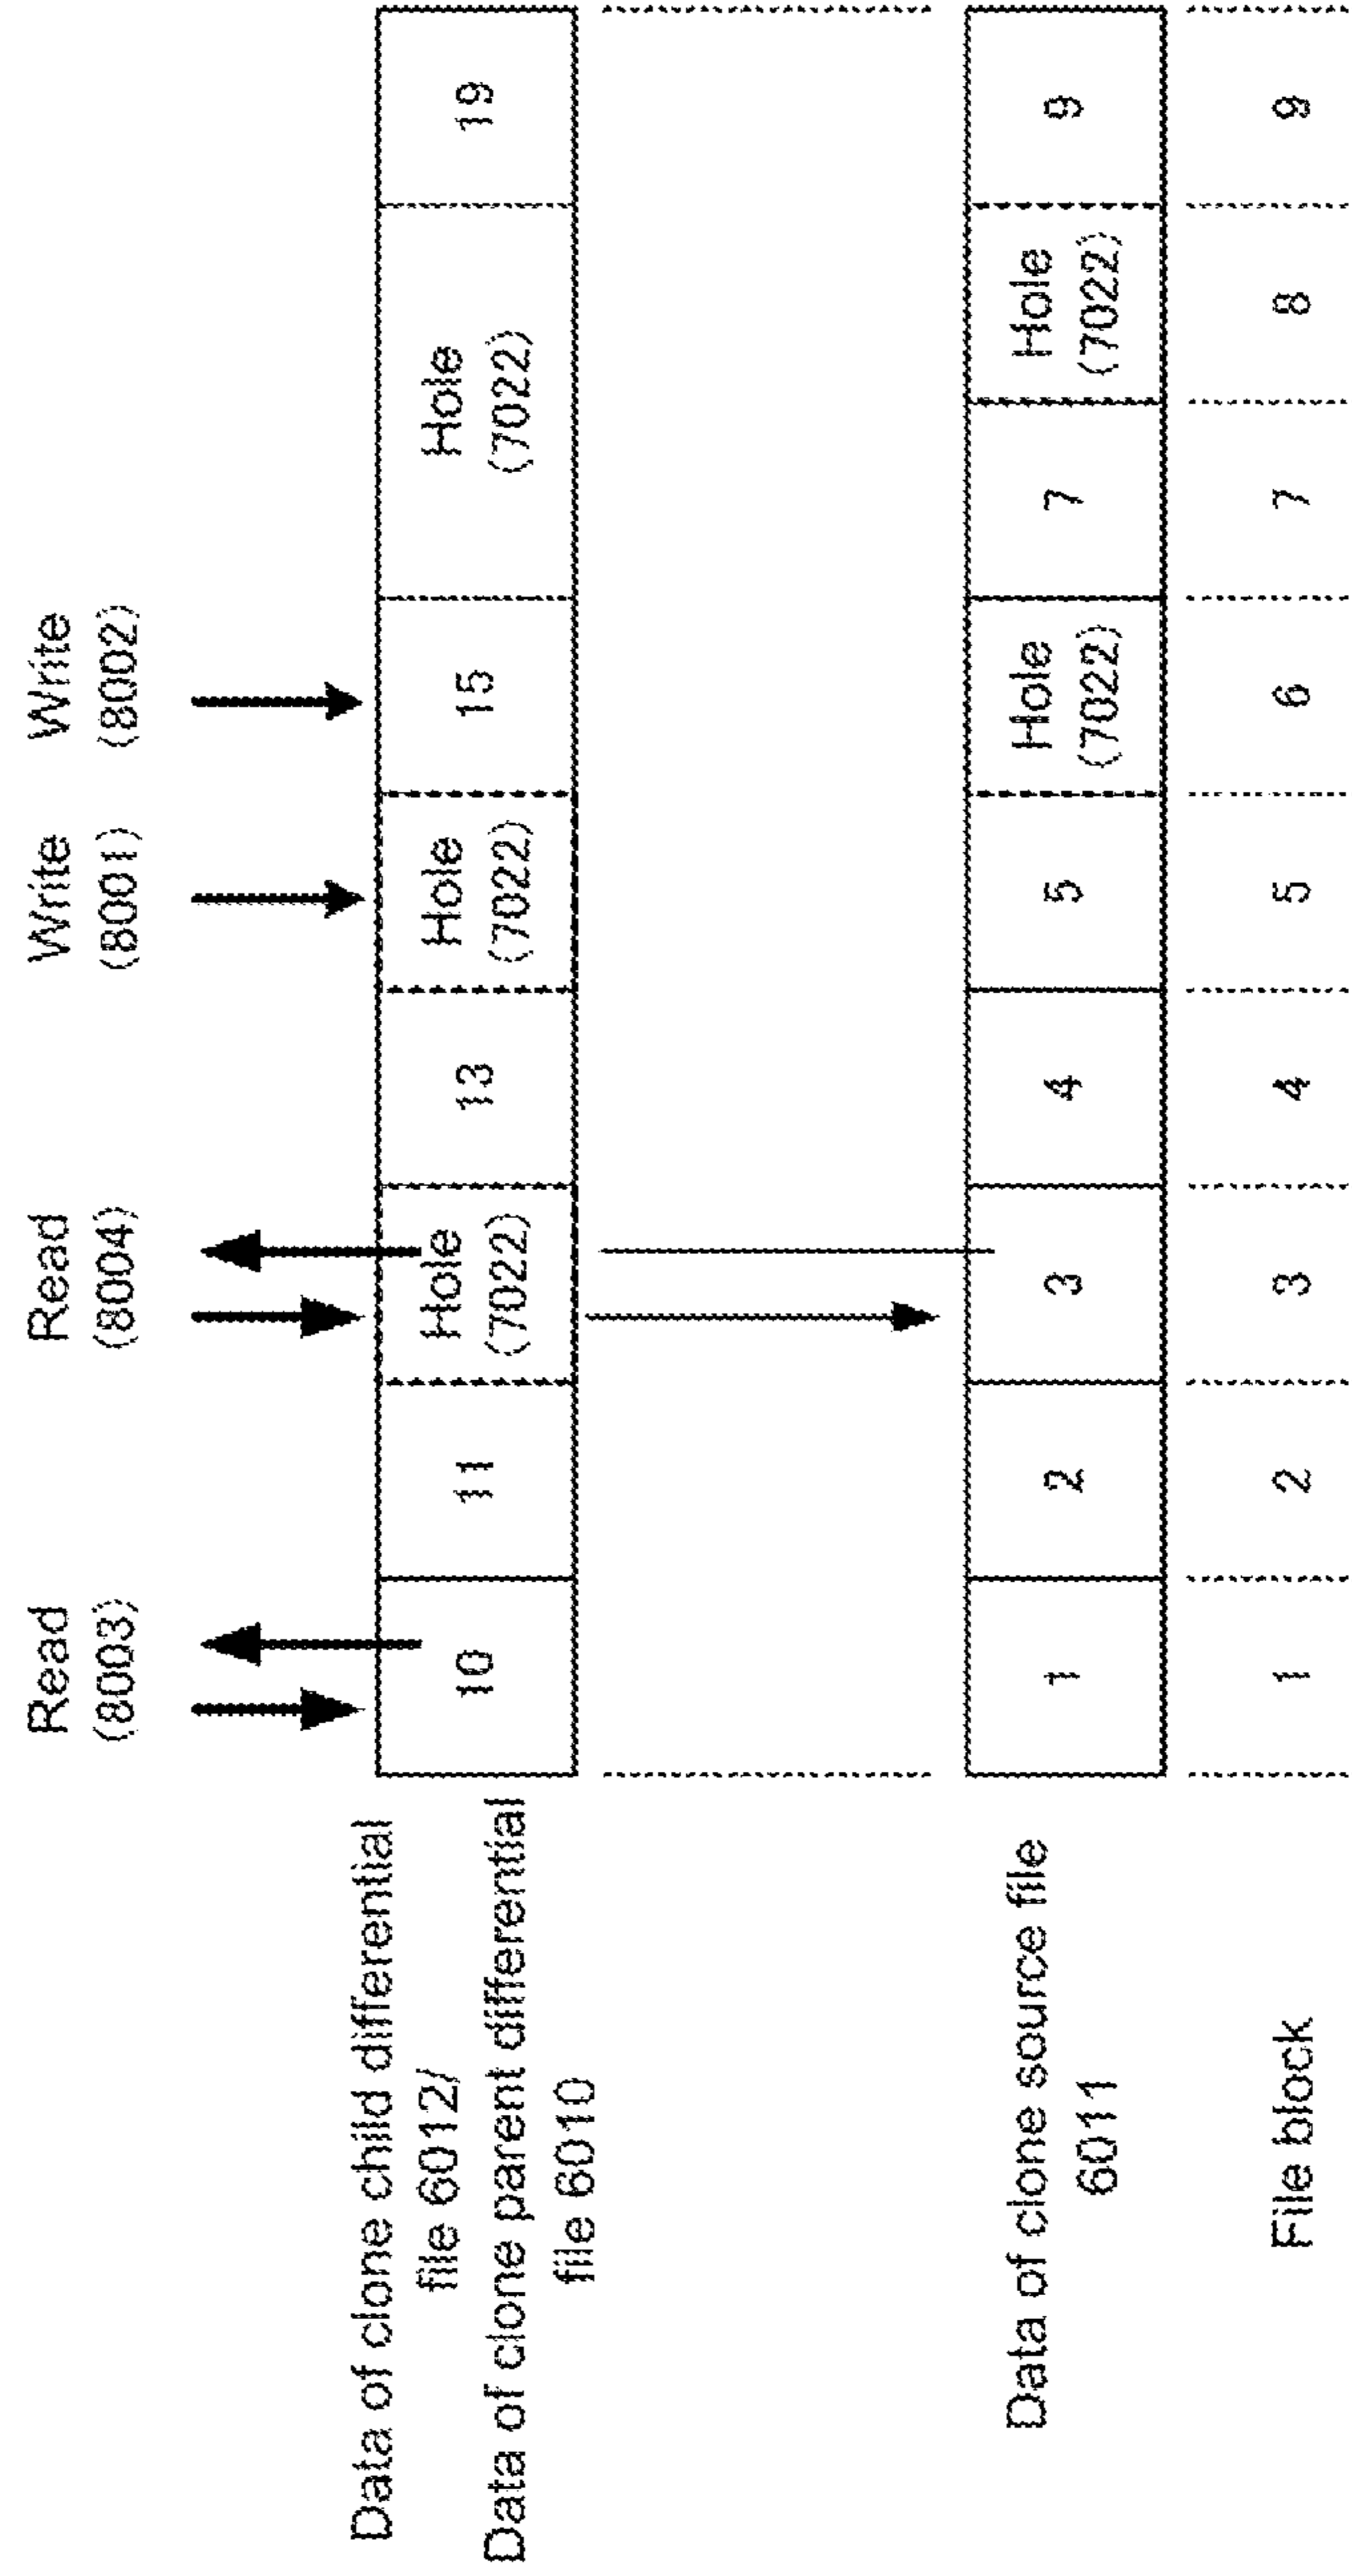 Read
(8003)
Read
(8004)
Write
(8001)
Write
(8002)
Data of clone child differential
file 6012/
Data of clone parent differential
file 6010
10
11
Hole
(7022)
13
Hole
(7022)
15
Hole
(7022)
19
Data of clone source file
6011
1
2
3
4
5
Hole
(7022)
7
Hole
(7022)
9
File block
1
2
3
4
5
6
7
8
9